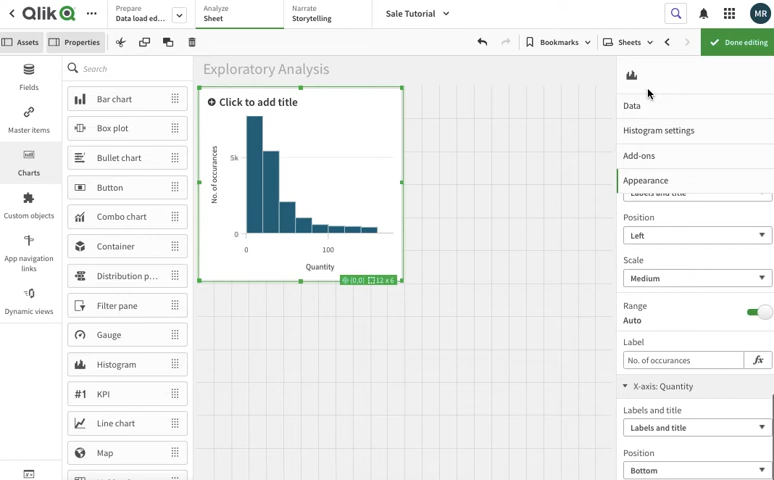 Qlik
Prepare
Data load ed...
Analyze
Sheet
Narrate
Storytelling
Sale Tutorial
MR
Assets
Properties
Bookmarks
Sheets
Done editing
Fields
Master items
Charts
Custom objects
App navigation
links
Dynamic views
Search
Bar chart
Box plot
Bullet chart
Button
Combo chart
Container
Distribution p...
Filter pane
Gauge
Histogram
#1 KPI
Line chart
Map
Exploratory Analysis
Click to add title
No. of occurances
5k
0
0
100
Quantity
(0,0) 12 x 6
Data
Histogram settings
Add-ons
Appearance
Labels and title
Position
Left
Scale
Medium
Range
Auto
Label
No. of occurances
fx
X-axis: Quantity
Labels and title
Labels and title
Position
Bottom